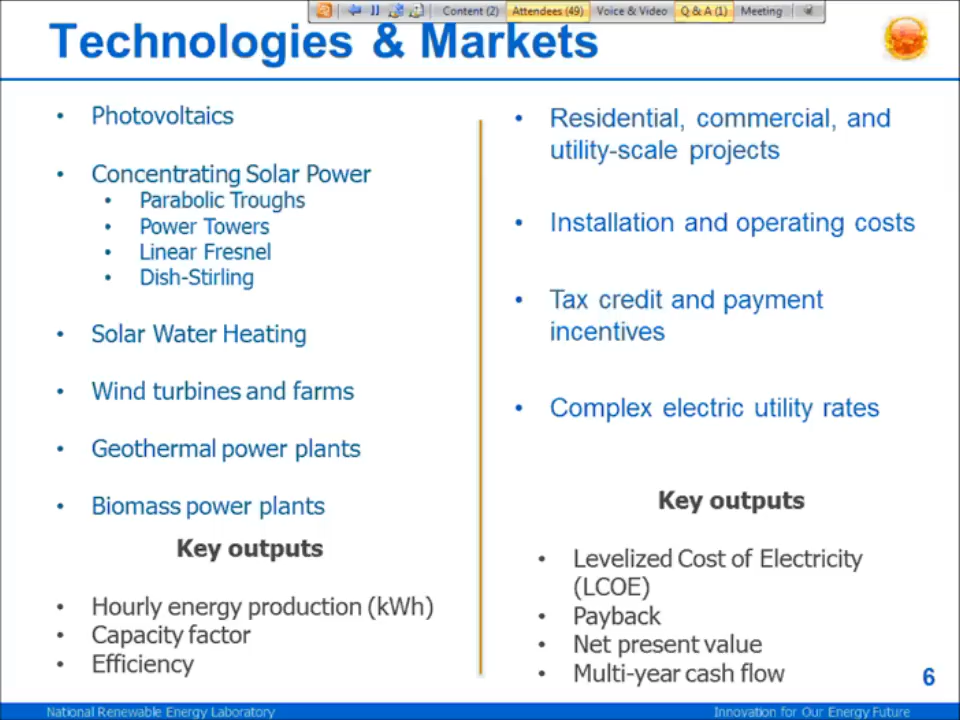 Content (2) Attendees (49) Voice & Video Q & A (1) Meeting
Technologies & Markets
• Photovoltaics
• Concentrating Solar Power
• Parabolic Troughs
• Power Towers
• Linear Fresnel
• Dish-Stirling
• Solar Water Heating
• Wind turbines and farms
• Geothermal power plants
• Biomass power plants
Key outputs
• Hourly energy production (kWh)
• Capacity factor
• Efficiency
• Residential, commercial, and
utility-scale projects
• Installation and operating costs
• Tax credit and payment
incentives
• Complex electric utility rates
Key outputs
• Levelized Cost of Electricity
(LCOE)
• Payback
• Net present value
• Multi-year cash flow
6
National Renewable Energy Laboratory
Innovation for Our Energy Future